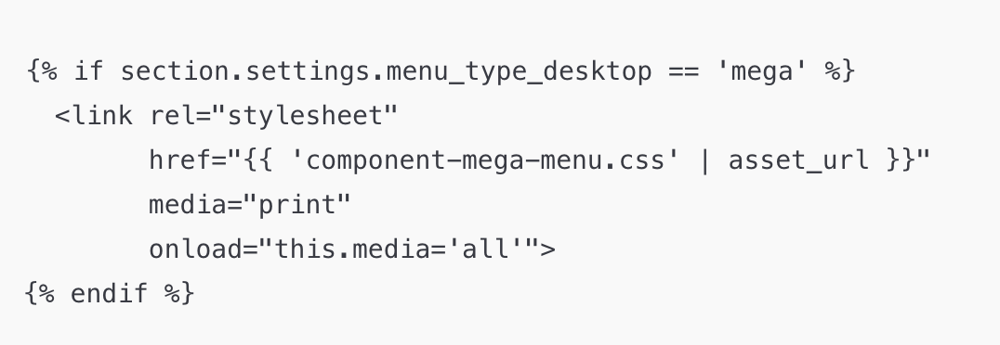 {% if section.settings.menu_type_desktop == 'mega' %}
<link rel="stylesheet"
href="{{ 'component-mega-menu.css' | asset_url }}"
media="print"
onload="this.media='all'">
{% endif %}